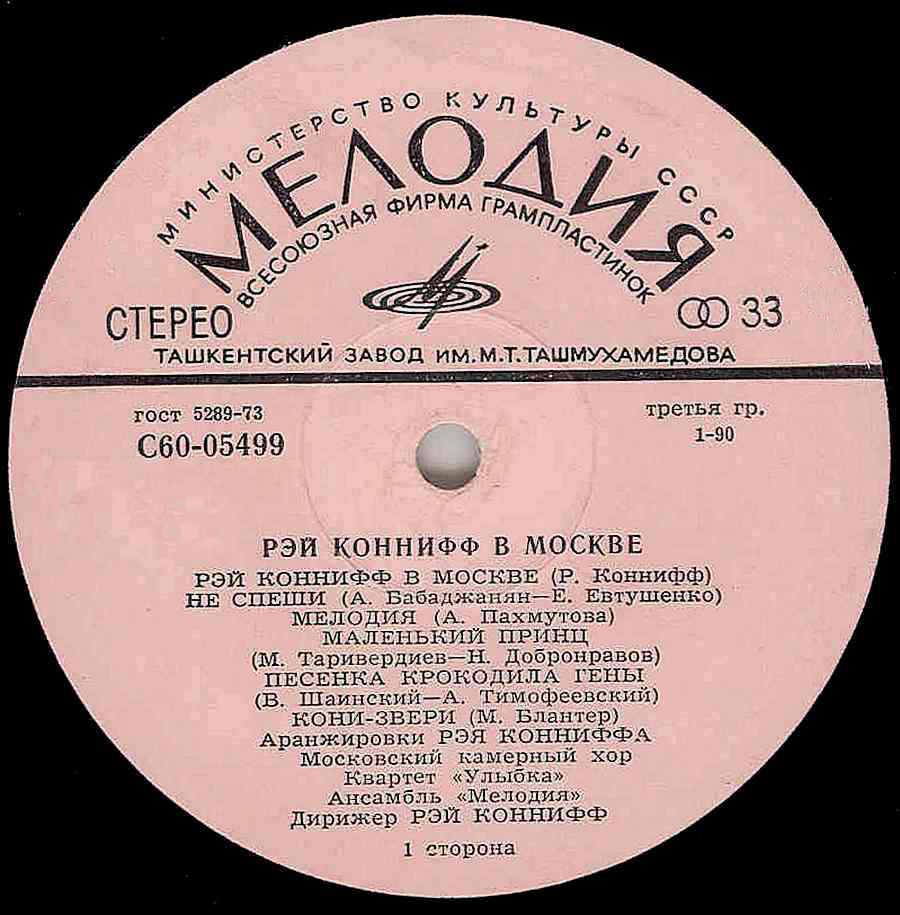 МИНИСТЕРСТВО КУЛЬТУРЫ СССР
МЕЛОДИЯ
ВСЕСОЮЗНАЯ ФИРМА ГРАМПЛАСТИНОК
СТЕРЕО
33
ТАШКЕНТСКИЙ ЗАВОД ИМ. М.Т. ТАШМУХАМЕДОВА
гост 5289-73
третья гр.
С60-05499
1-90
РЭЙ КОННИФФ В МОСКВЕ
РЭЙ КОННИФФ В МОСКВЕ (Р. Коннифф)
НЕ СПЕШИ (А. Бабаджанян—Е. Евтушенко)
МЕЛОДИЯ (А. Пахмутова)
МАЛЕНЬКИЙ ПРИНЦ
(М. Таривердиев—Н. Добронравов)
ПЕСЕНКА КРОКОДИЛА ГЕНЫ
(В. Шаинский—А. Тимофеевский)
КОНИ-ЗВЕРИ (М. Блантер)
Аранжировки РЭЯ КОННИФФА
Московский камерный хор
Квартет «Улыбка»
Ансамбль «Мелодия»
Дирижер РЭЙ КОННИФФ
1 сторона